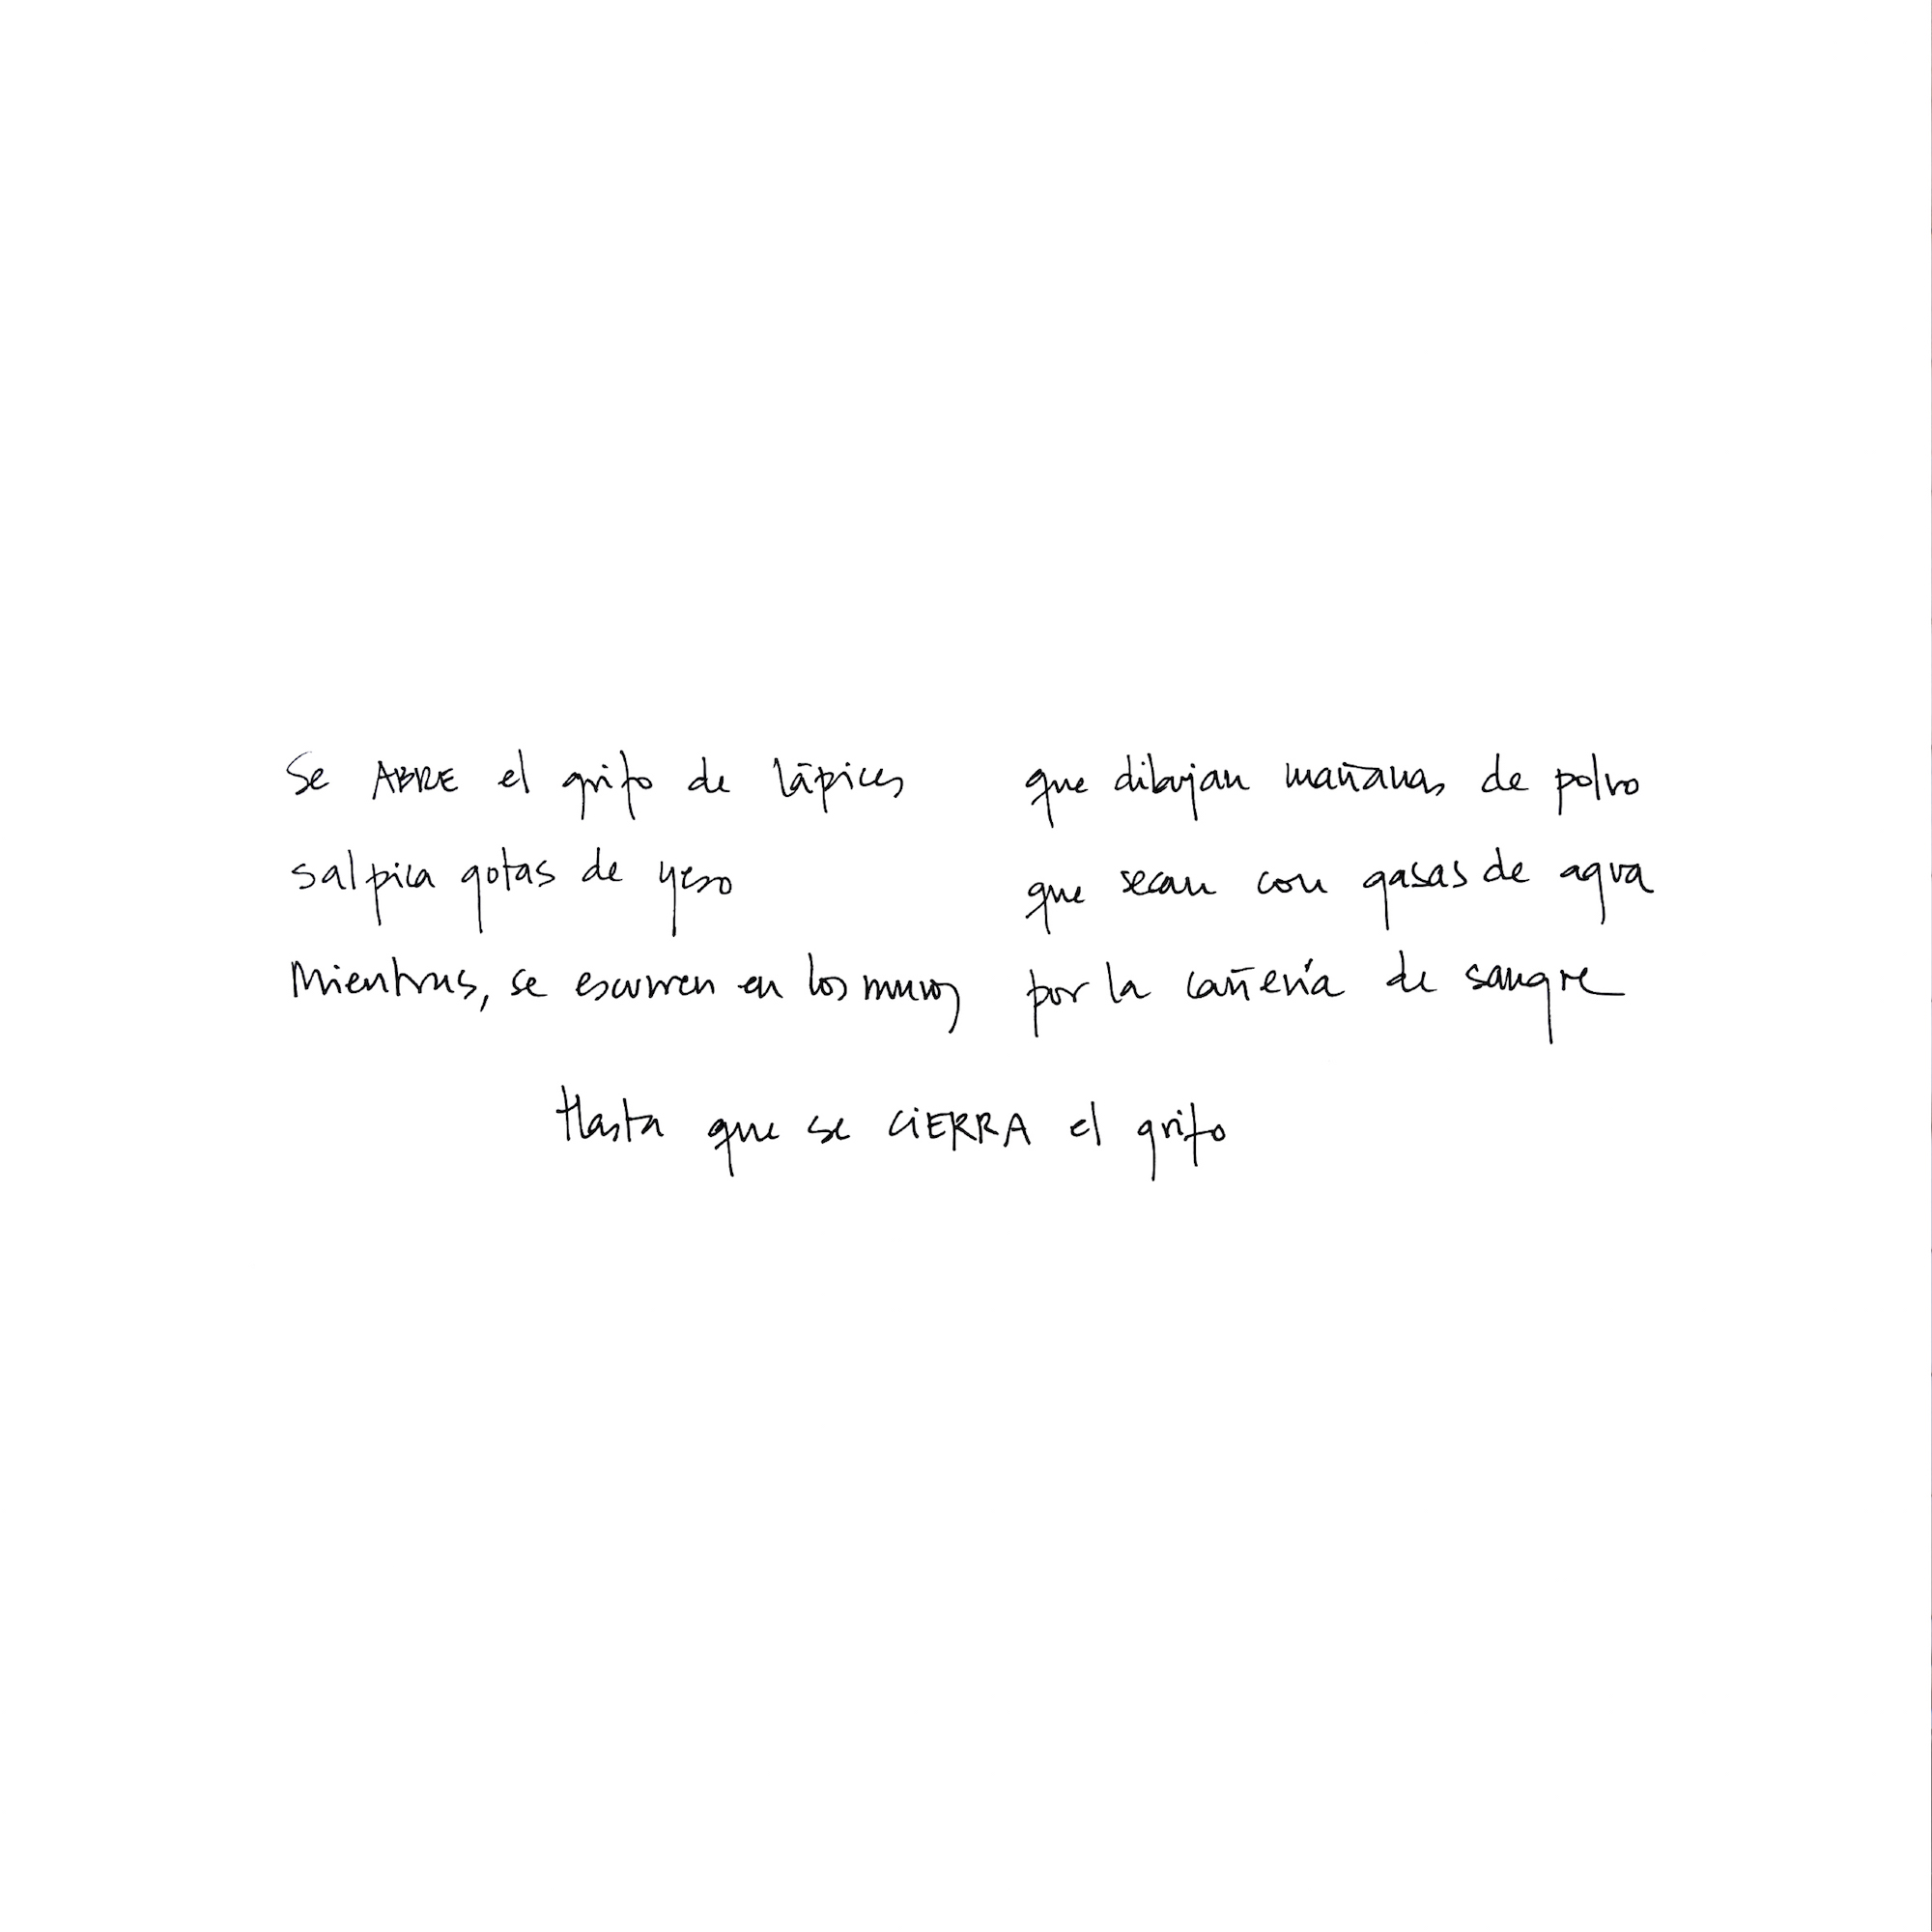 Se ABRE el grifo de lápices que dibujan mañanas de polvo
salpica gotas de yeso que secan con gasas de agua
Mientras, se escurren en los muros por la cañería de sangre
Hasta que se CiERRA el grifo